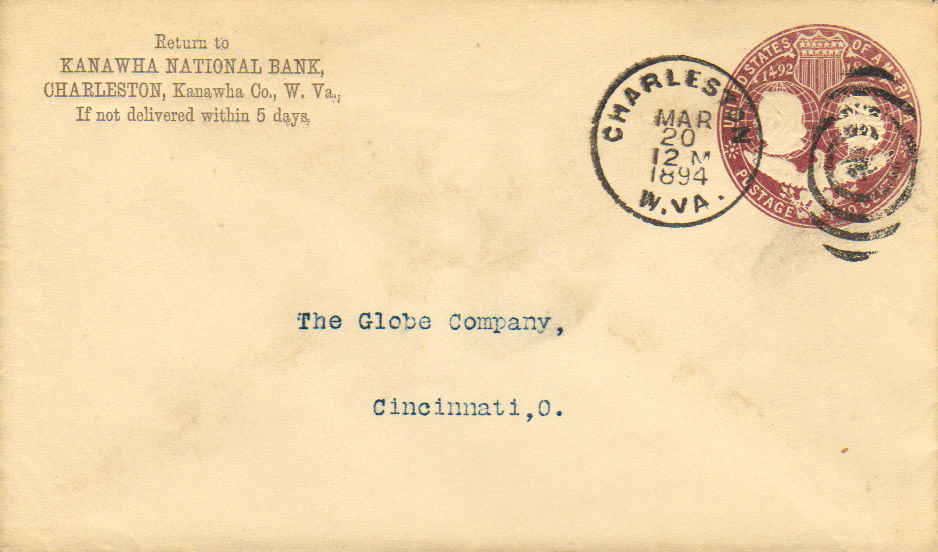 Return to
KANAWHA NATIONAL BANK,
CHARLESTON, Kanawha Co., W. Va.,
If not delivered within 5 days,
CHARLESTON
MAR
20
12 M
1894
W. VA.
UNITED STATES OF AMERICA
1492
POSTAGE
The Globe Company,
Cincinnati, O.